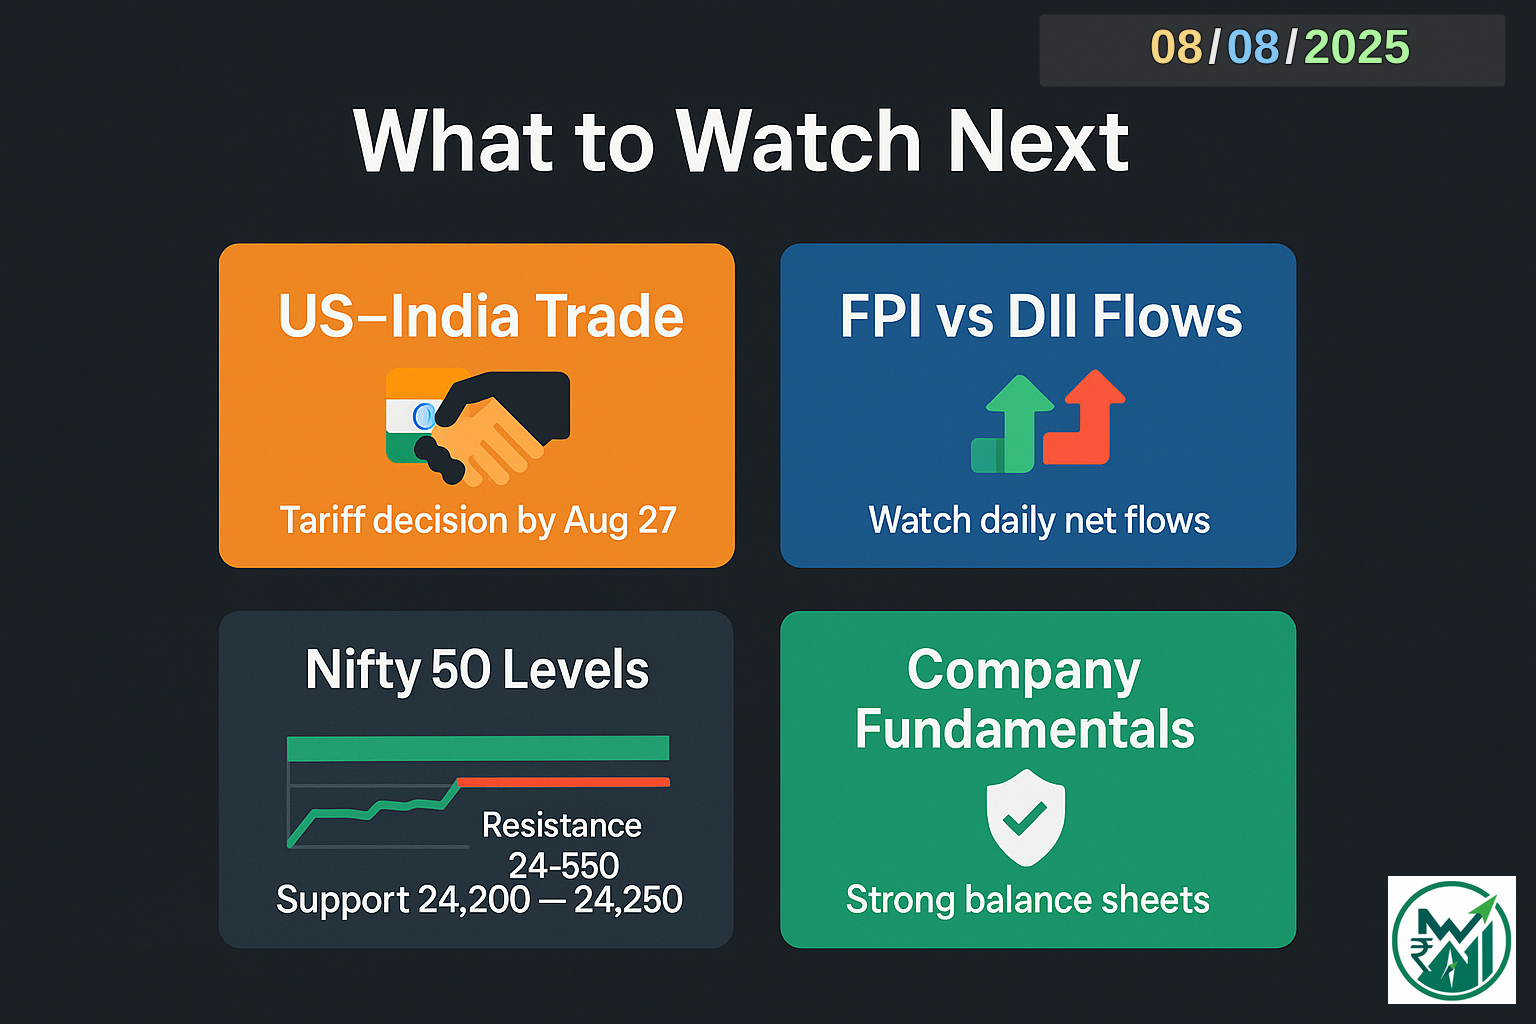 08/08/2025
What to Watch Next
US–India Trade
Tariff decision by Aug 27
FPI vs DII Flows
Watch daily net flows
Nifty 50 Levels
Resistance
24-550
Support 24,200 — 24,250
Company
Fundamentals
Strong balance sheets